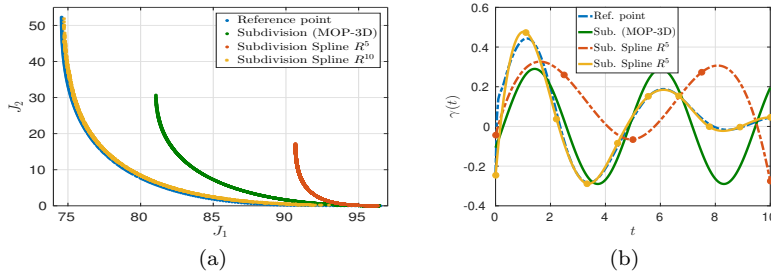 50
40
30
20
10
0
J₂
75 80 85 90 95
J₁
Reference point
Subdivision (MOP-3D)
Subdivision Spline R⁵
Subdivision Spline R¹⁰
(a)
0.6
0.4
0.2
0
-0.2
-0.4
γ(t)
0 2 4 6 8 10
t
Ref. point
Sub. (MOP-3D)
Sub. Spline R⁵
Sub. Spline R⁵
(b)